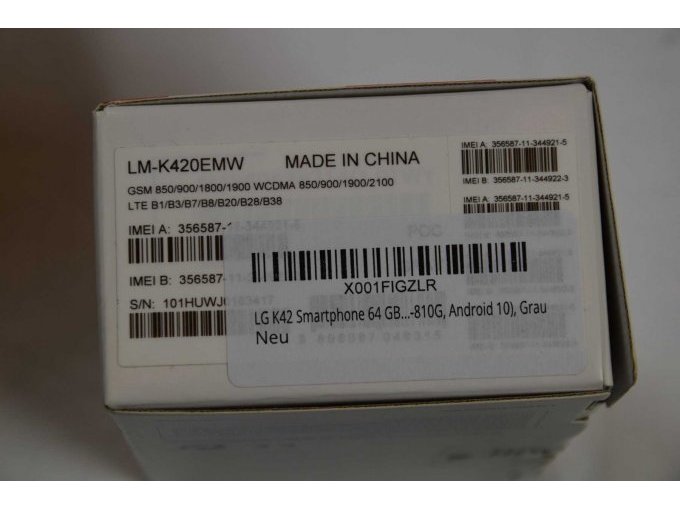 LM-K420EMW MADE IN CHINA
GSM 850/900/1800/1900 WCDMA 850/900/1900/2100
LTE B1/B3/B7/B8/B20/B28/B38
IMEI A: 356587-11-344921-5
IMEI B: 356587-11-344922-3
IMEI A: 356587-11-344921-5
IMEI A: 356587-1
IMEI B: 356587-
S/N: 101HUWJ
X001FIGZLR
LG K42 Smartphone 64 GB...-810G, Android 10), Grau
Neu